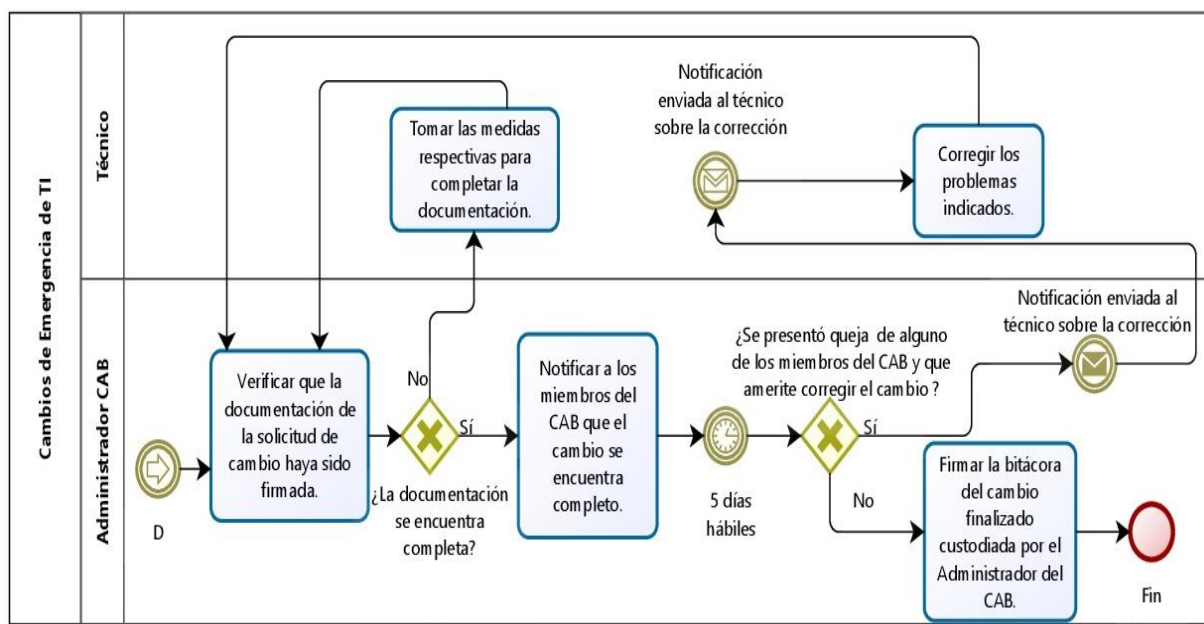 Cambios de Emergencia de TI
Técnico
Tomar las medidas
respectivas para
completar la
documentación.
Notificación
enviada al técnico
sobre la corrección
Corregir los
problemas
indicados.
Administrador CAB
D
Verificar que la
documentación de
la solicitud de
cambio haya sido
firmada.
No
Sí
¿La documentación
se encuentra
completa?
Notificar a los
miembros del
CAB que el
cambio se
encuentra
completo.
5 días
hábiles
¿Se presentó queja de alguno
de los miembros del CAB y que
amerite corregir el cambio ?
Sí
No
Notificación enviada al
técnico sobre la corrección
Firmar la bitácora
del cambio
finalizado
custodiada por el
Administrador del
CAB.
Fin